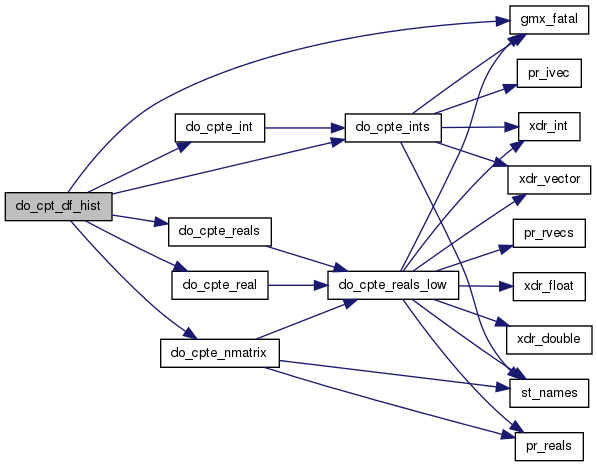 do_cpt_df_hist
do_cpte_int
do_cpte_reals
do_cpte_real
do_cpte_nmatrix
do_cpte_ints
do_cpte_reals_low
gmx_fatal
pr_ivec
xdr_int
xdr_vector
pr_rvecs
xdr_float
xdr_double
st_names
pr_reals